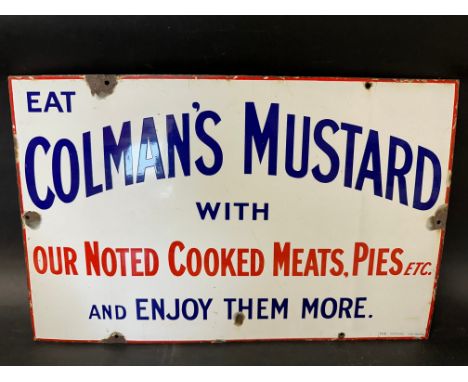 EAT
COLMAN'S MUSTARD
WITH
OUR NOTED COOKED MEATS, PIES ETC.
AND ENJOY THEM MORE.